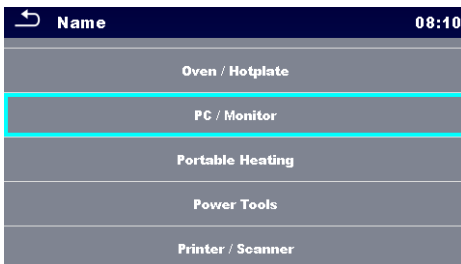 Name 08:10
Oven / Hotplate
PC / Monitor
Portable Heating
Power Tools
Printer / Scanner